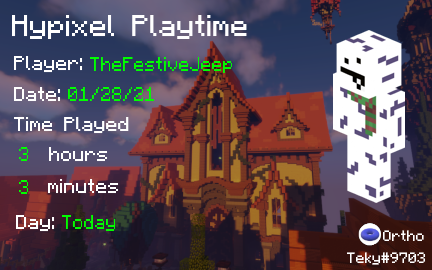 Hypixel Playtime
Player: TheFestiveJeep
Date: 01/28/21
Time Played
3 hours
3 minutes
Day: Today
Ortho
Teky#9703